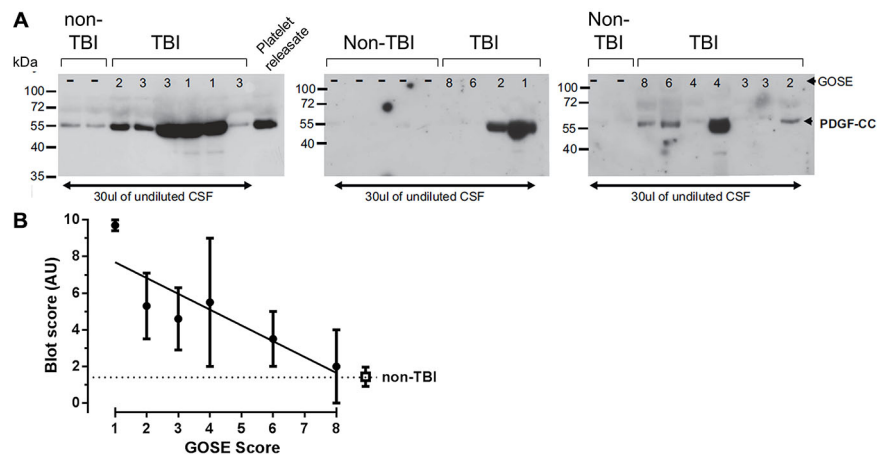 A
non-
TBI TBI Platelet releasate
kDa
2 3 3 1 1 3
100
72
55
40
35
30ul of undiluted CSF
Non-TBI TBI
8 6 2 1
100
72
55
40
30ul of undiluted CSF
Non-
TBI TBI
8 6 4 4 3 3 2 GOSE
100
72
55 PDGF-CC
40
30ul of undiluted CSF
B
Blot score (AU)
10
8
6
4
2
0
non-TBI
1 2 3 4 5 6 7 8
GOSE Score